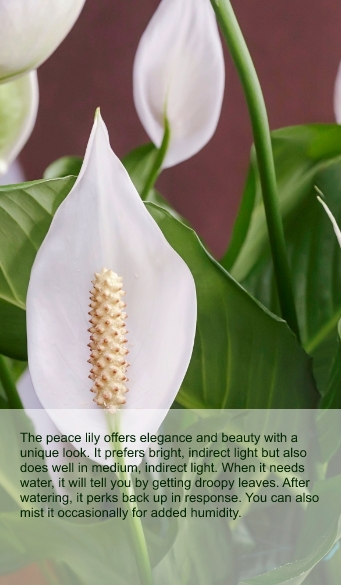 The peace lily offers elegance and beauty with a
unique look. It prefers bright, indirect light but also
does well in medium, indirect light. When it needs
water, it will tell you by getting droopy leaves. After
watering, it perks back up in response. You can also
mist it occasionally for added humidity.